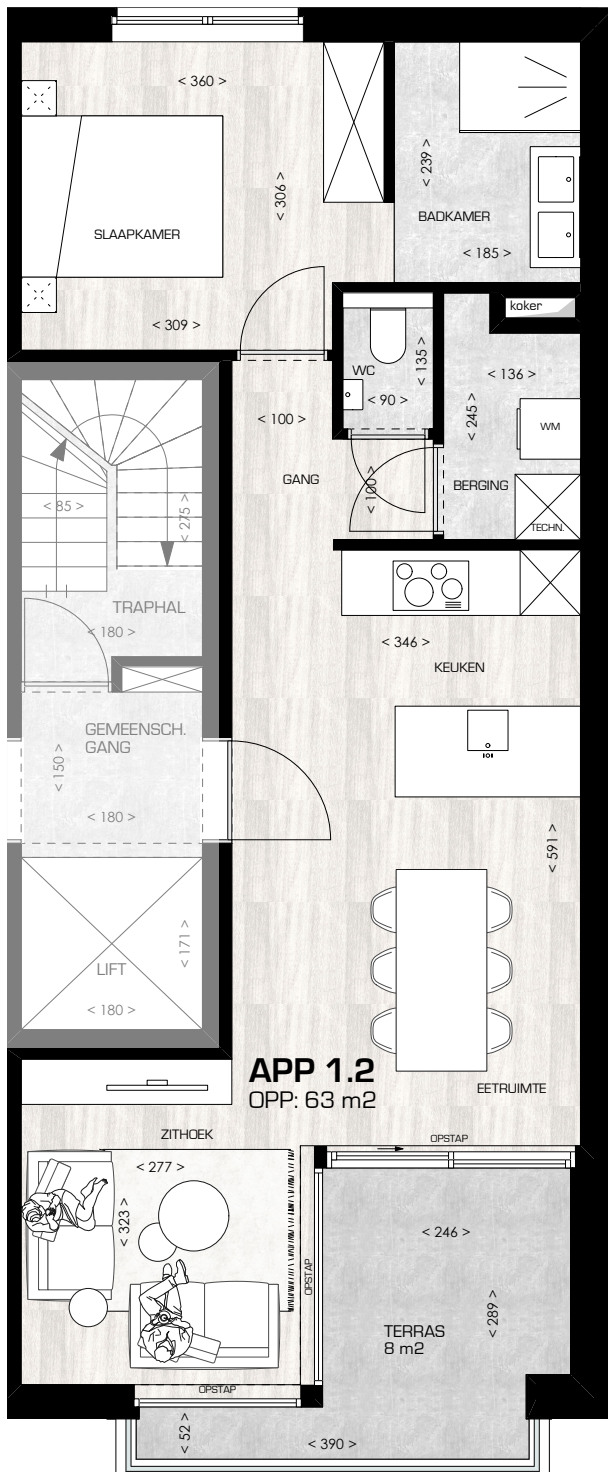 < 360 >
< 306 >
< 239 >
SLAAPKAMER
BADKAMER
< 185 >
< 309 >
koker
WC
< 135 >
< 90 >
< 136 >
< 245 >
WM
< 100 >
GANG
< 100 >
BERGING
TECHN.
< 85 >
< 275 >
TRAPHAL
< 180 >
< 346 >
KEUKEN
GEMEENSCH.
GANG
< 150 >
< 180 >
< 591 >
< 171 >
LIFT
< 180 >
APP 1.2
OPP: 63 m2
EETRUIMTE
ZITHOEK
OPSTAP
< 277 >
< 323 >
< 246 >
OPSTAP
< 289 >
TERRAS
8 m2
OPSTAP
< 52 >
< 390 >